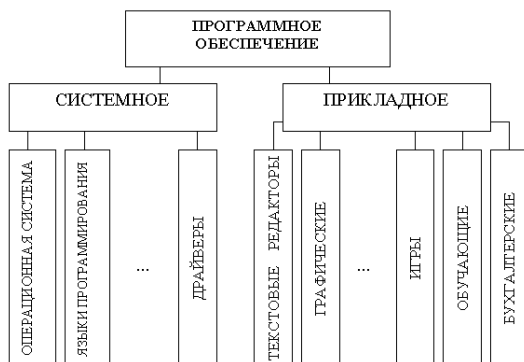 ПРОГРАММНОЕ
ОБЕСПЕЧЕНИЕ
СИСТЕМНОЕ
ПРИКЛАДНОЕ
ОПЕРАЦИОННАЯ СИСТЕМА
ЯЗЫКИ ПРОГРАММИРОВАНИЯ
...
ДРАЙВЕРЫ
ТЕКСТОВЫЕ РЕДАКТОРЫ
ГРАФИЧЕСКИЕ
...
ИГРЫ
ОБУЧАЮЩИЕ
БУХГАЛТЕРСКИЕ